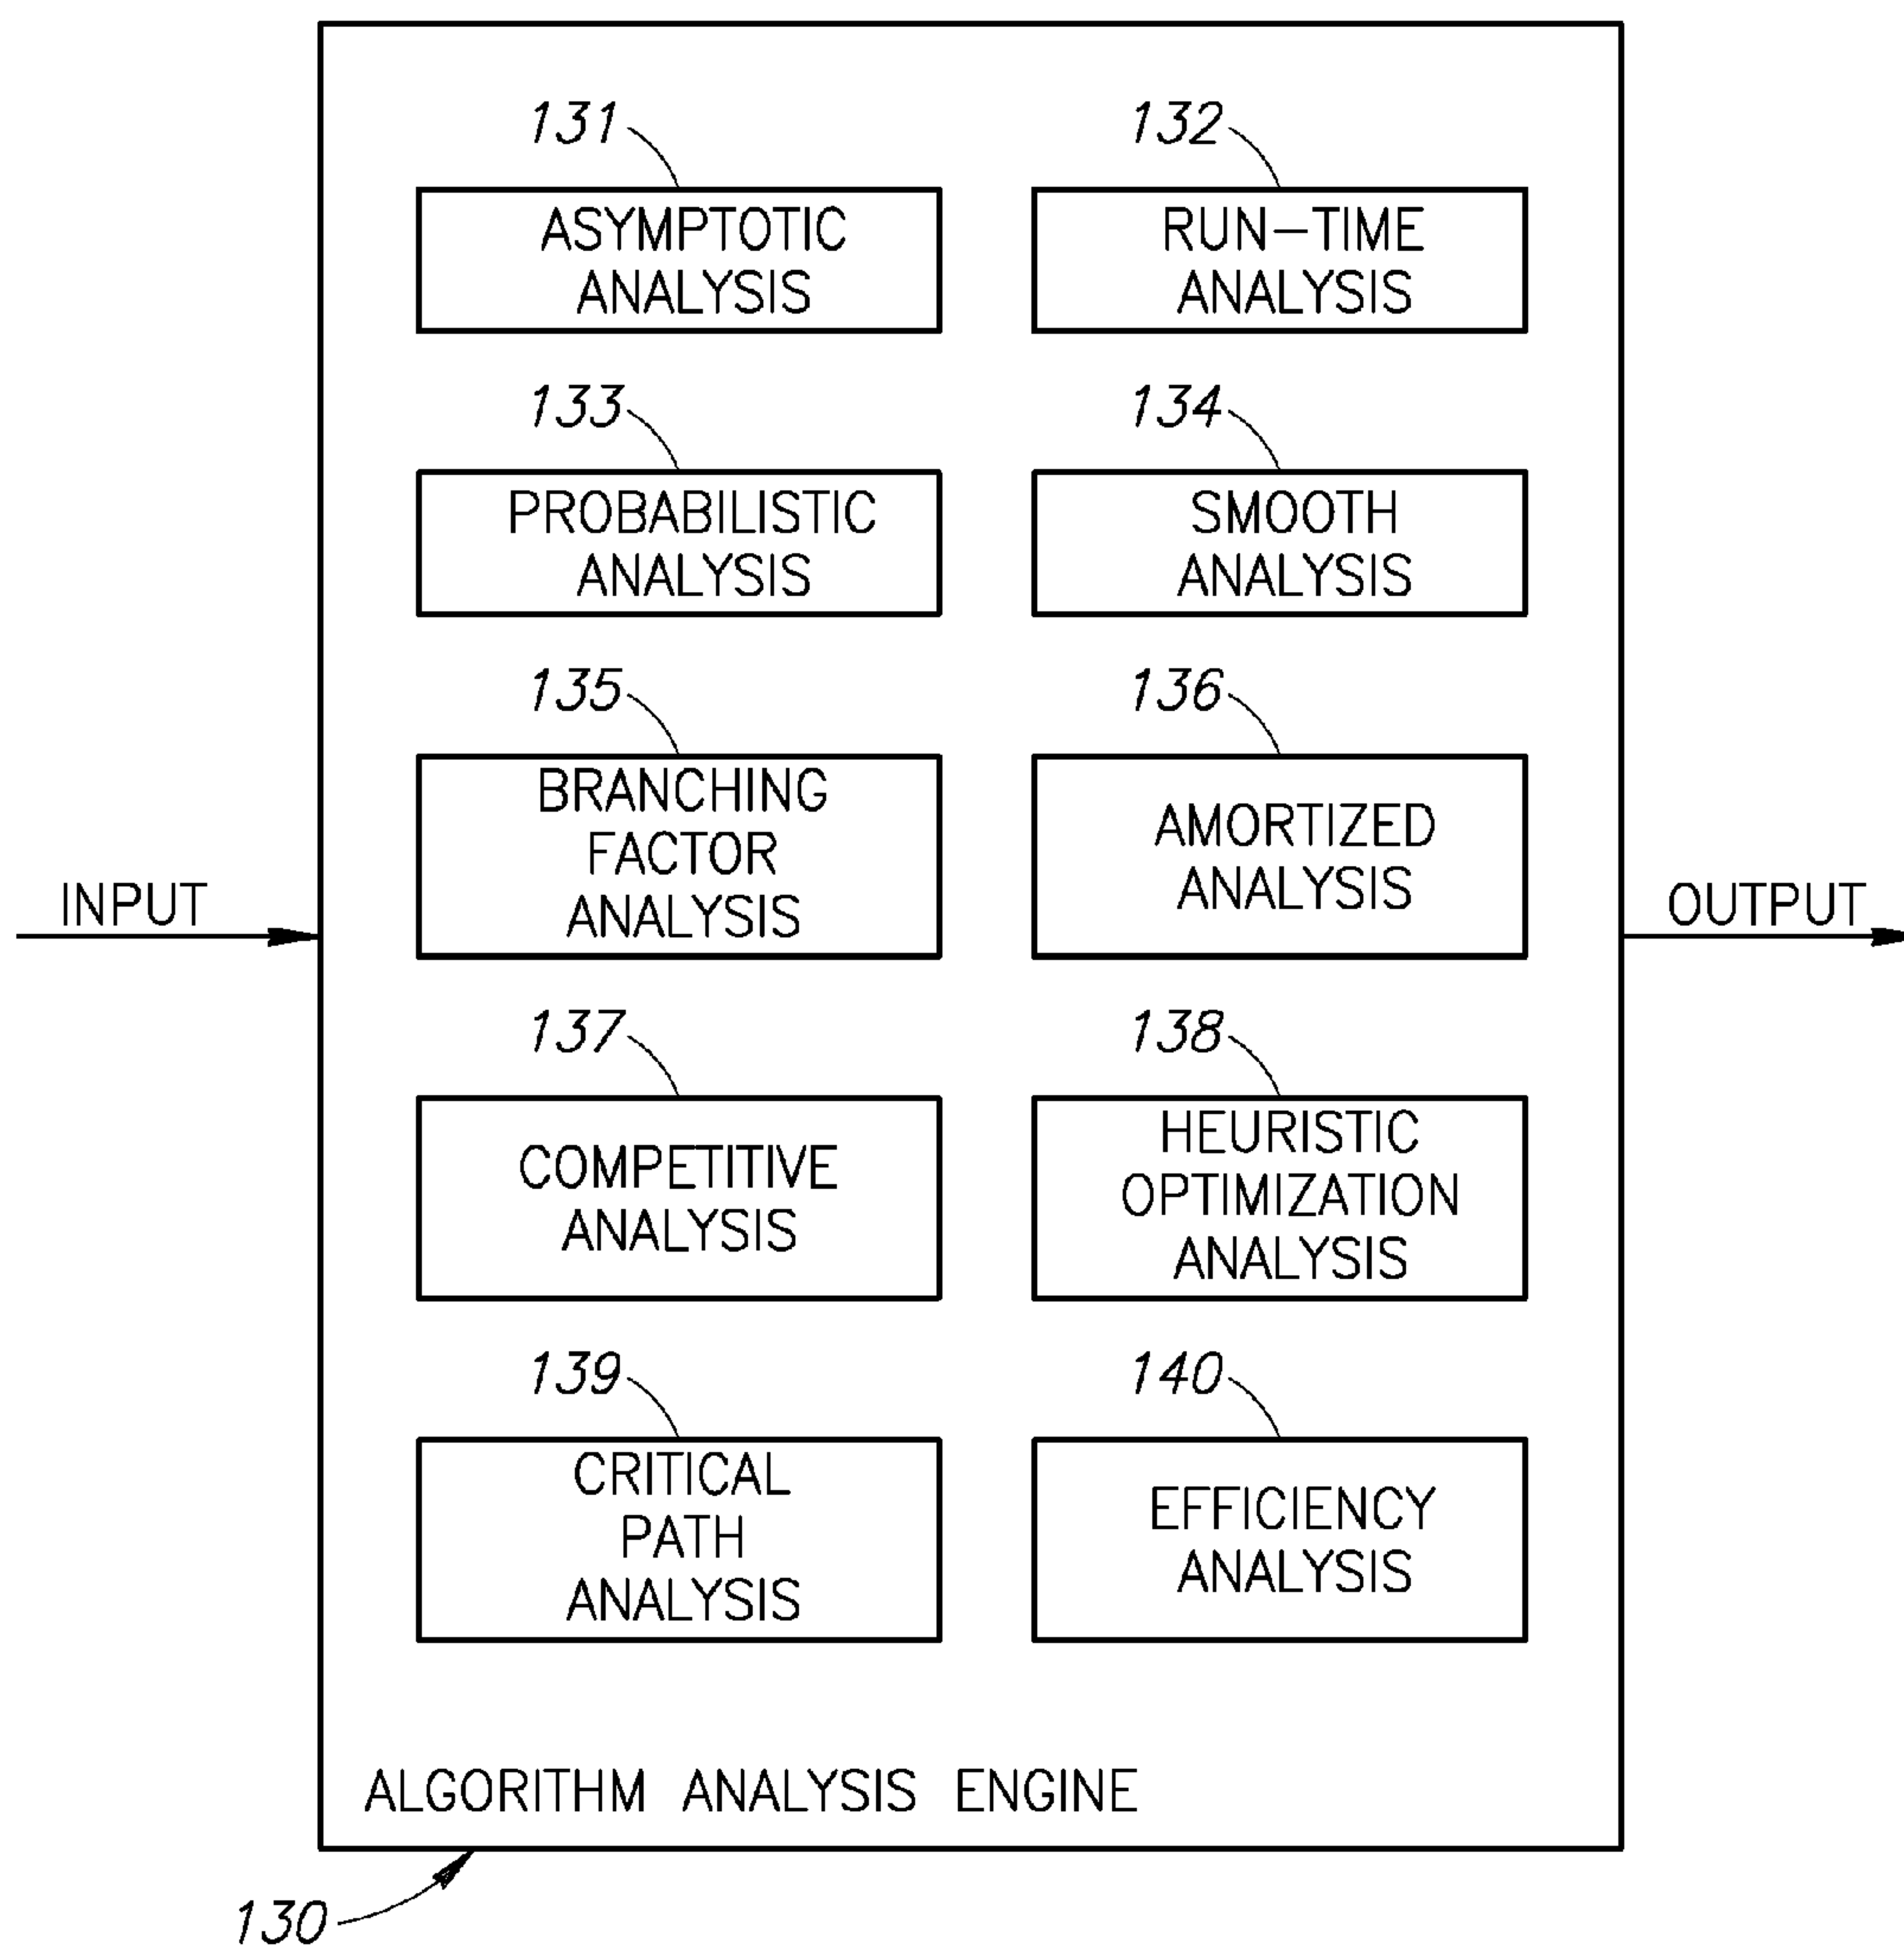 131
ASYMPTOTIC
ANALYSIS
132
RUN-TIME
ANALYSIS
133
PROBABILISTIC
ANALYSIS
134
SMOOTH
ANALYSIS
135
BRANCHING
FACTOR
ANALYSIS
136
AMORTIZED
ANALYSIS
INPUT
OUTPUT
137
COMPETITIVE
ANALYSIS
138
HEURISTIC
OPTIMIZATION
ANALYSIS
139
CRITICAL
PATH
ANALYSIS
140
EFFICIENCY
ANALYSIS
ALGORITHM ANALYSIS ENGINE
130